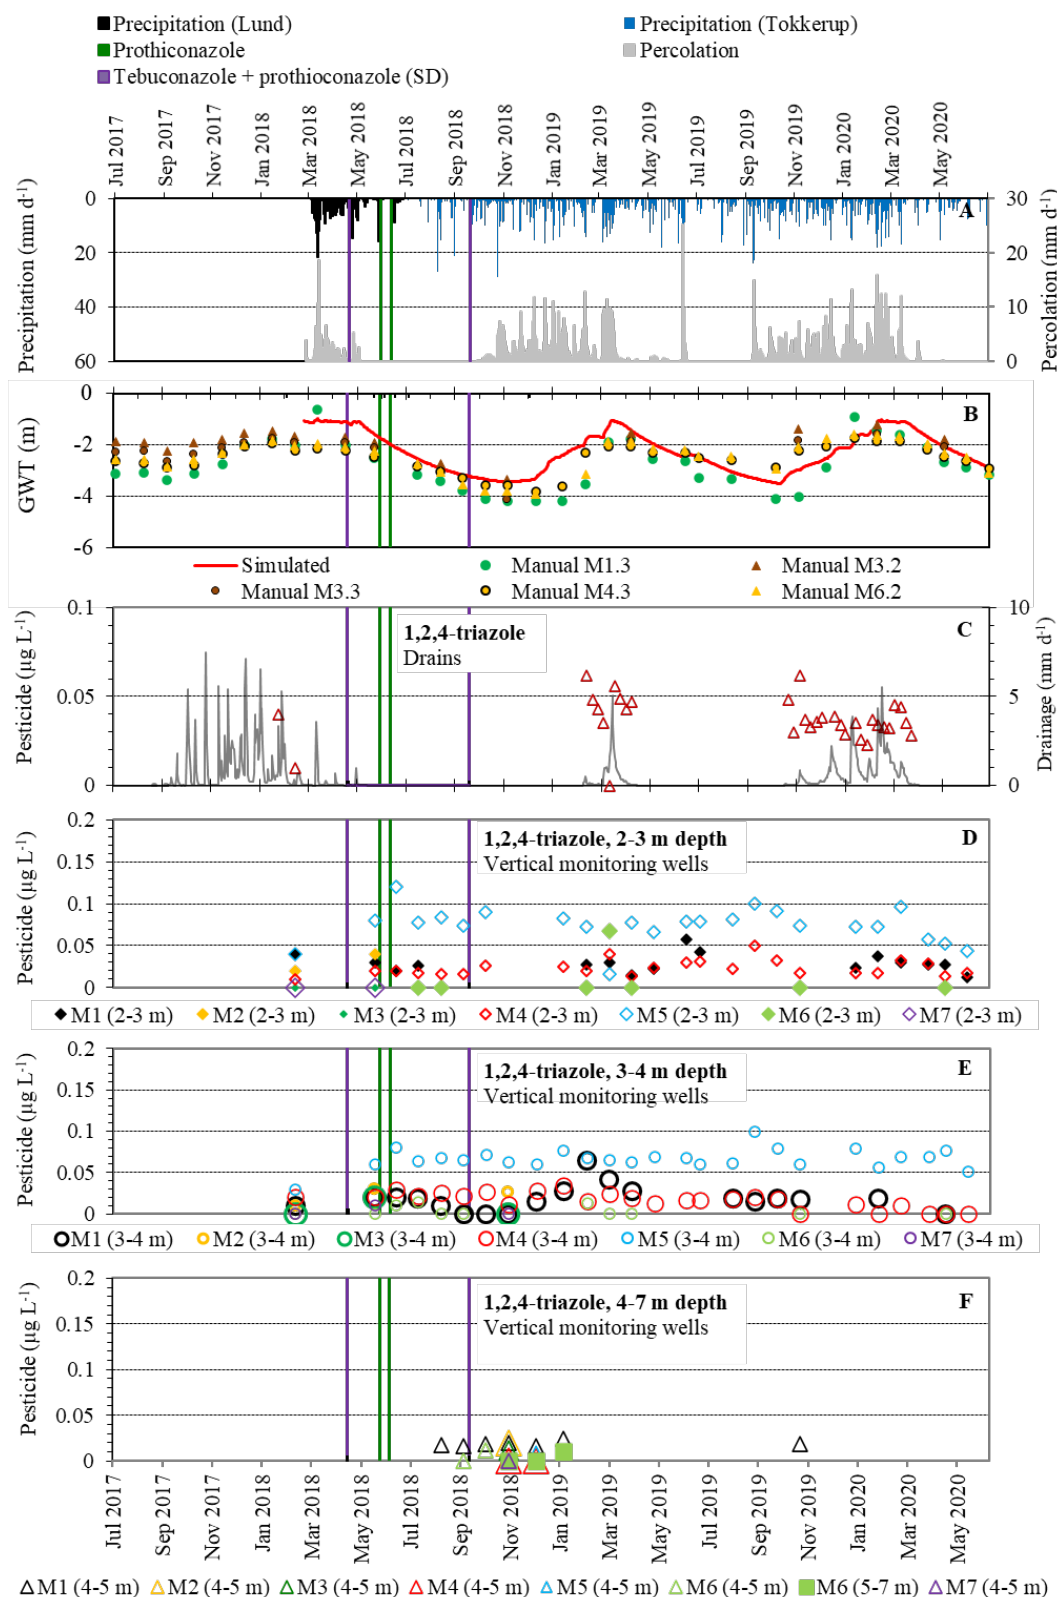 Precipitation (Lund)
Precipitation (Tokkerup)
Prothiconazole
Percolation
Tebuconazole + prothioconazole (SD)
Jul 2017 Sep 2017 Nov 2017 Jan 2018 Mar 2018 May 2018 Jul 2018 Sep 2018 Nov 2018 Jan 2019 Mar 2019 May 2019 Jul 2019 Sep 2019 Nov 2019 Jan 2020 Mar 2020 May 2020
Precipitation (mm d-1)
0
20
40
60
A
30
20
10
0
Percolation (mm d-1)
GWT (m)
0
-2
-4
-6
B
Simulated
Manual M1.3
Manual M3.2
Manual M3.3
Manual M4.3
Manual M6.2
Pesticide (µg L-1)
0.1
0.05
0
1,2,4-triazole
Drains
C
10
5
0
Drainage (mm d-1)
Pesticide (µg L-1)
0.2
0.15
0.1
0.05
0
1,2,4-triazole, 2-3 m depth
Vertical monitoring wells
D
M1 (2-3 m) M2 (2-3 m) M3 (2-3 m) M4 (2-3 m) M5 (2-3 m) M6 (2-3 m) M7 (2-3 m)
Pesticide (µg L-1)
0.2
0.15
0.1
0.05
0
1,2,4-triazole, 3-4 m depth
Vertical monitoring wells
E
M1 (3-4 m) M2 (3-4 m) M3 (3-4 m) M4 (3-4 m) M5 (3-4 m) M6 (3-4 m) M7 (3-4 m)
Pesticide (µg L-1)
0.2
0.15
0.1
0.05
0
1,2,4-triazole, 4-7 m depth
Vertical monitoring wells
F
Jul 2017 Sep 2017 Nov 2017 Jan 2018 Mar 2018 May 2018 Jul 2018 Sep 2018 Nov 2018 Jan 2019 Mar 2019 May 2019 Jul 2019 Sep 2019 Nov 2019 Jan 2020 Mar 2020 May 2020
M1 (4-5 m) M2 (4-5 m) M3 (4-5 m) M4 (4-5 m) M5 (4-5 m) M6 (4-5 m) M6 (5-7 m) M7 (4-5 m)